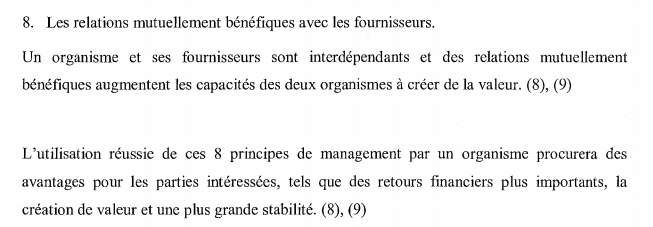 8. Les relations mutuellement bénéfiques avec les fournisseurs.
Un organisme et ses fournisseurs sont interdépendants et des relations mutuellement
bénéfiques augmentent les capacités des deux organismes à créer de la valeur. (8), (9)
L'utilisation réussie de ces 8 principes de management par un organisme procurera des
avantages pour les parties intéressées, tels que des retours financiers plus importants, la
création de valeur et une plus grande stabilité. (8), (9)